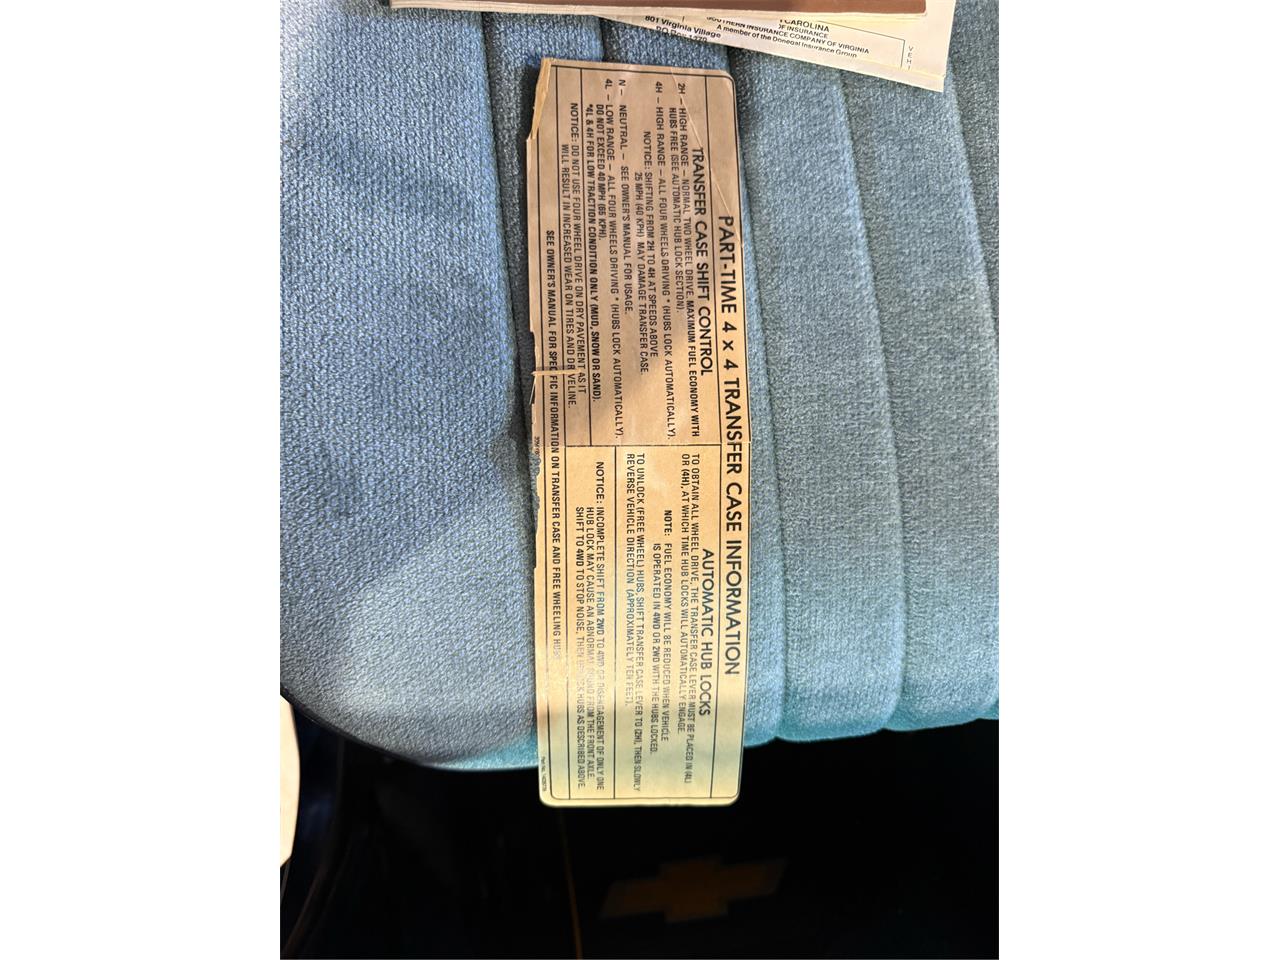 CAROLINA
OF INSURANCE
SOUTHERN INSURANCE COMPANY OF VIRGINIA
A member of the Donegal Insurance Group
801 Virginia Village
PO Box 1270
VEHI
PART-TIME 4 x 4 TRANSFER CASE INFORMATION
TRANSFER CASE SHIFT CONTROL
2H – HIGH RANGE – NORMAL TWO WHEEL DRIVE. MAXIMUM FUEL ECONOMY WITH
HUBS FREE (SEE AUTOMATIC HUB LOCK SECTION).
4H – HIGH RANGE – ALL FOUR WHEELS DRIVING * (HUBS LOCK AUTOMATICALLY).
NOTICE: SHIFTING FROM 2H TO 4H AT SPEEDS ABOVE
25 MPH (40 KPH) MAY DAMAGE TRANSFER CASE.
N – NEUTRAL – SEE OWNER'S MANUAL FOR USAGE.
4L – LOW RANGE – ALL FOUR WHEELS DRIVING * (HUBS LOCK AUTOMATICALLY).
DO NOT EXCEED 40 MPH (65 KPH)
*4L & 4H FOR LOW TRACTION CONDITION ONLY (MUD, SNOW OR SAND).
NOTICE: DO NOT USE FOUR WHEEL DRIVE ON DRY PAVEMENT AS IT
WILL RESULT IN INCREASED WEAR ON TIRES AND DRIVELINE.
AUTOMATIC HUB LOCKS
TO OBTAIN ALL WHEEL DRIVE, THE TRANSFER CASE LEVER MUST BE PLACED IN (4L)
OR (4H), AT WHICH TIME HUB LOCKS WILL AUTOMATICALLY ENGAGE.
NOTE: FUEL ECONOMY WILL BE REDUCED WHEN VEHICLE
IS OPERATED IN 4WD OR 2WD WITH THE HUBS LOCKED.
TO UNLOCK (FREE WHEEL) HUBS, SHIFT TRANSFER CASE LEVER TO (2H), THEN SLOWLY
REVERSE VEHICLE DIRECTION (APPROXIMATELY TEN FEET).
NOTICE: INCOMPLETE SHIFT FROM 2WD TO 4WD OR DISENGAGEMENT OF ONLY ONE
HUB LOCK MAY CAUSE AN ABNORMAL SOUND FROM THE FRONT AXLE.
SHIFT TO 4WD TO STOP NOISE, THEN UNLOCK HUBS AS DESCRIBED ABOVE.
SEE OWNER'S MANUAL FOR SPECIFIC INFORMATION ON TRANSFER CASE AND FREE WHEELING HUBS